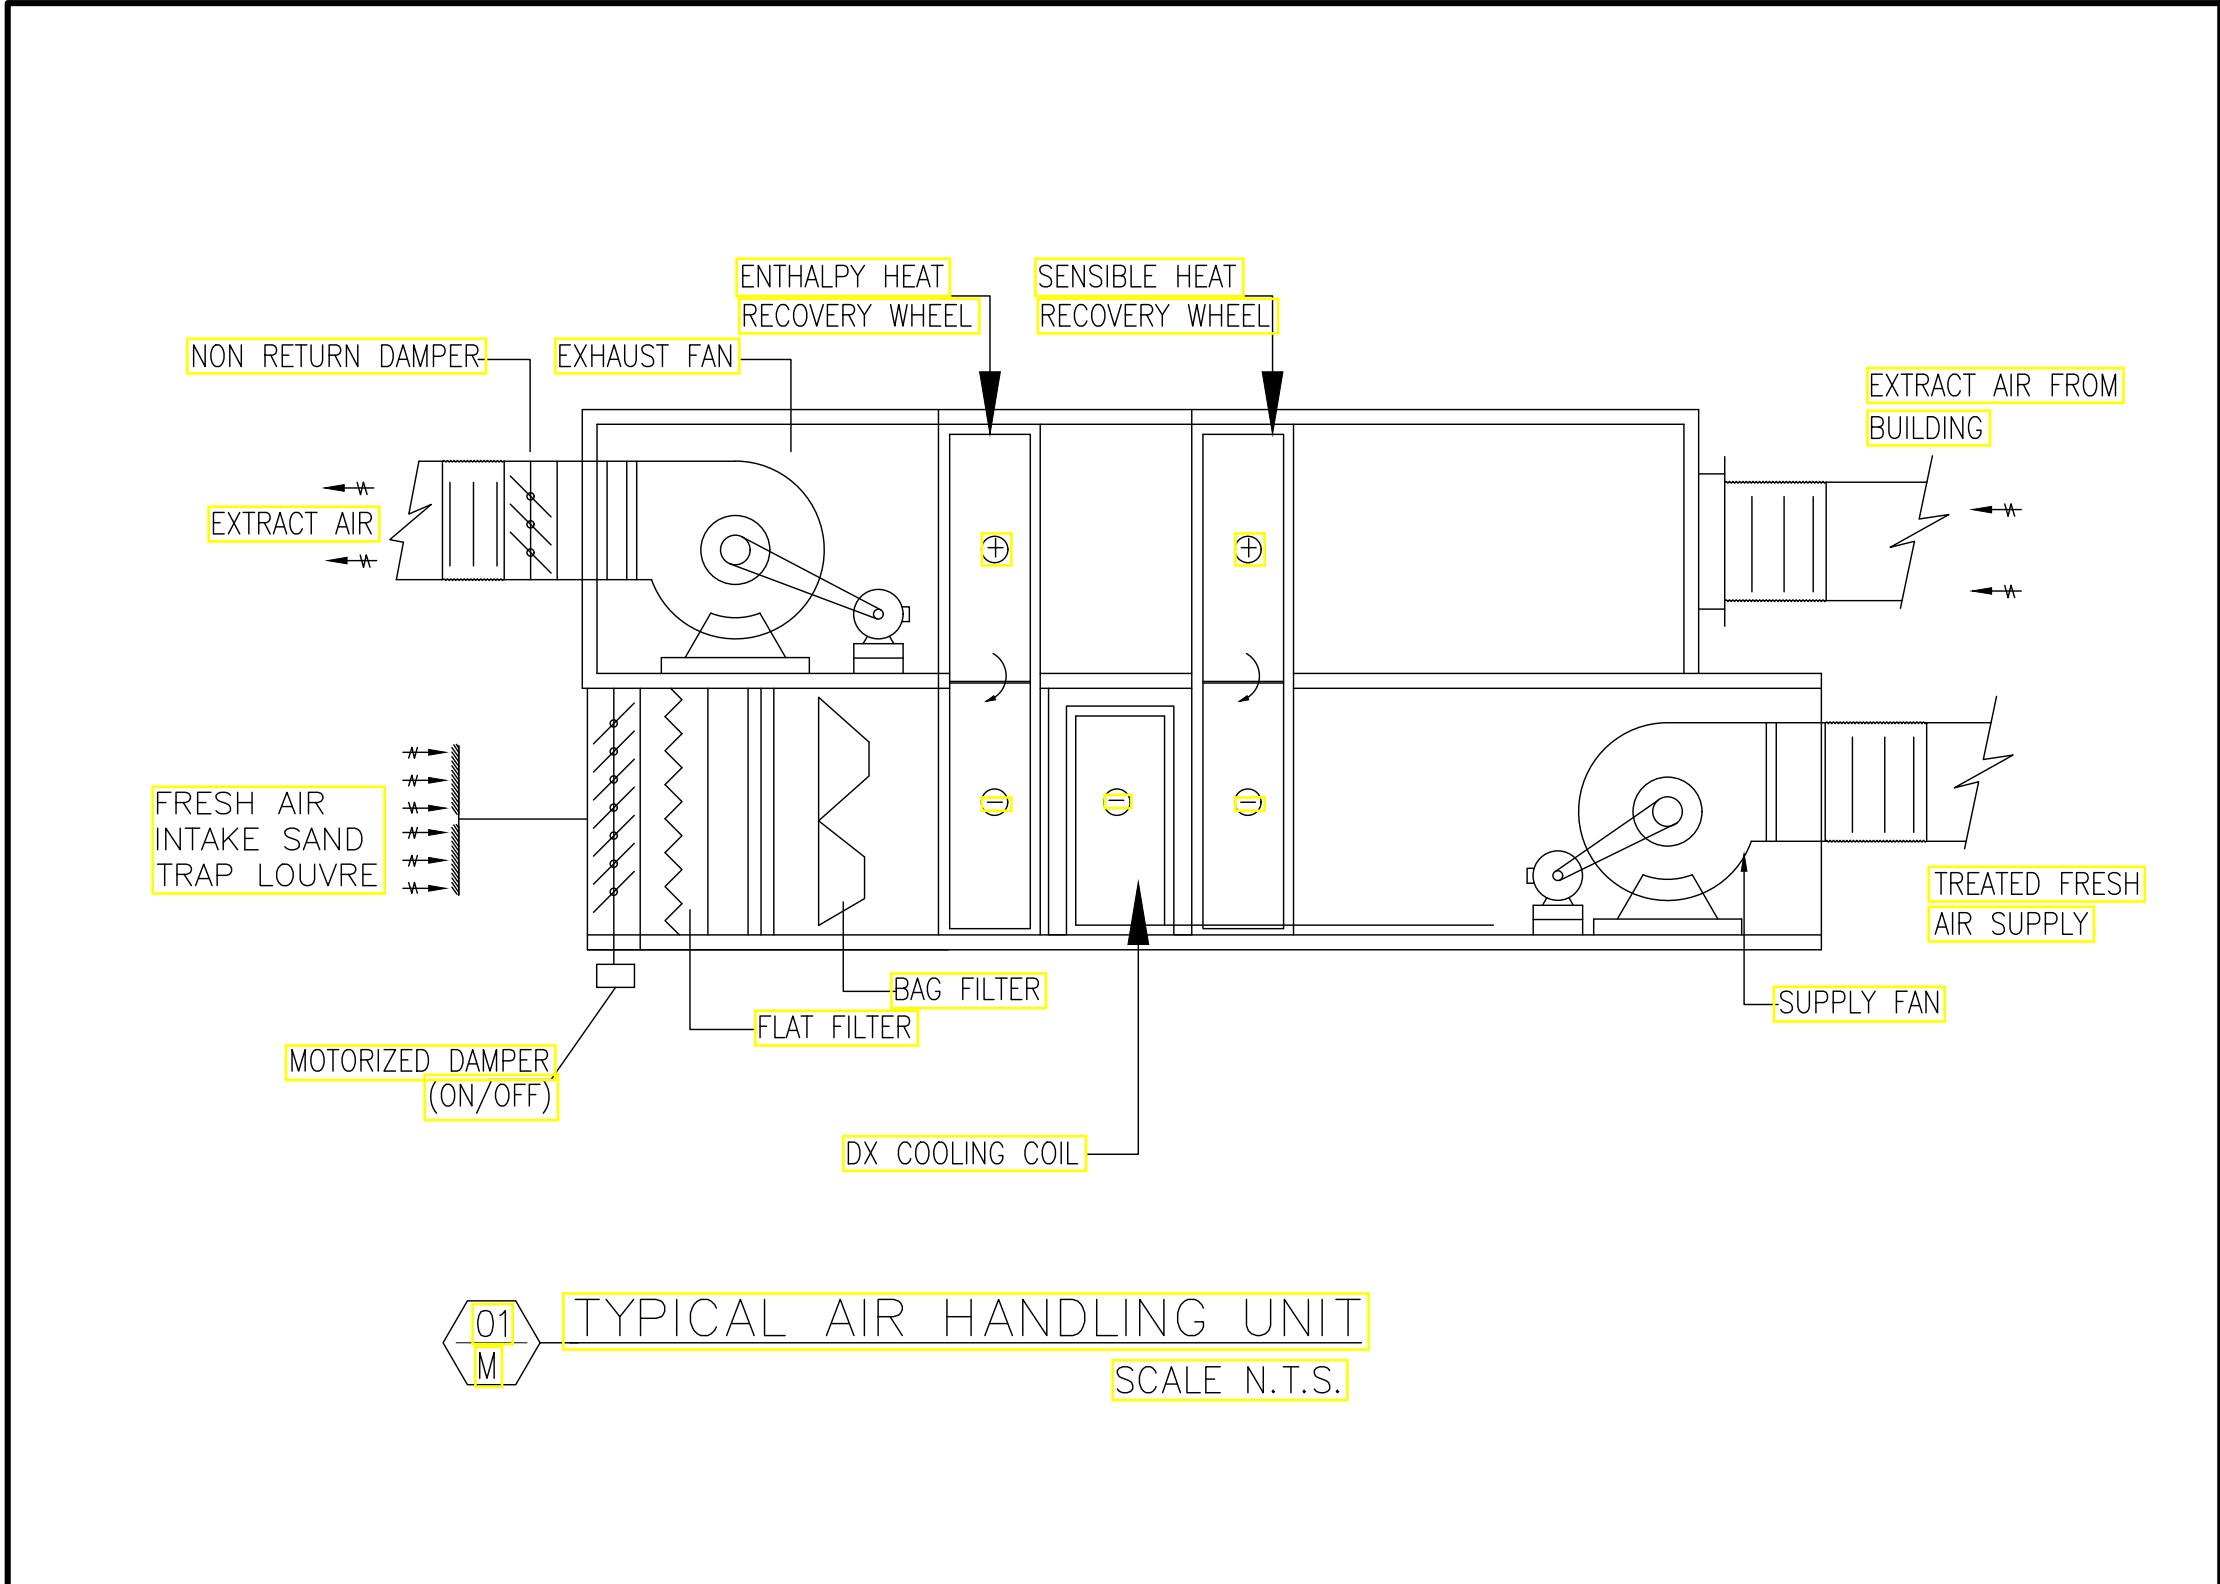 ENTHALPY HEAT
RECOVERY WHEEL
SENSIBLE HEAT
RECOVERY WHEEL
NON RETURN DAMPER
EXHAUST FAN
EXTRACT AIR FROM
BUILDING
EXTRACT AIR
+
+
FRESH AIR
INTAKE SAND
TRAP LOUVRE
−
−
−
TREATED FRESH
AIR SUPPLY
BAG FILTER
SUPPLY FAN
FLAT FILTER
MOTORIZED DAMPER
(ON/OFF)
DX COOLING COIL
01
M
TYPICAL AIR HANDLING UNIT
SCALE N.T.S.